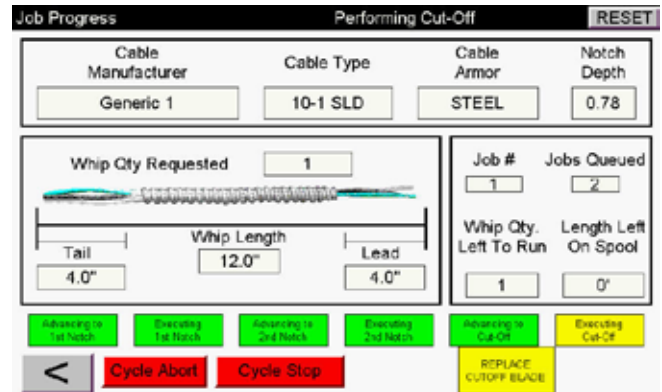 Job Progress
Performing Cut-Off
RESET
Cable
Manufacturer
Cable Type
Cable
Armor
Notch
Depth
Generic 1
10-1 SLD
STEEL
0.78
Whip Qty Requested
1
Job #
Jobs Queued
1
2
Whip Length
Tail
12.0"
Lead
4.0"
4.0"
Whip Qty.
Left To Run
Length Left
On Spool
1
0'
Advancing to
1st Notch
Executing
1st Notch
Advancing to
2nd Notch
Executing
2nd Notch
Advancing to
Cut-Off
Executing
Cut-Off
<
Cycle Abort
Cycle Stop
REPLACE
CUTOFF BLADE